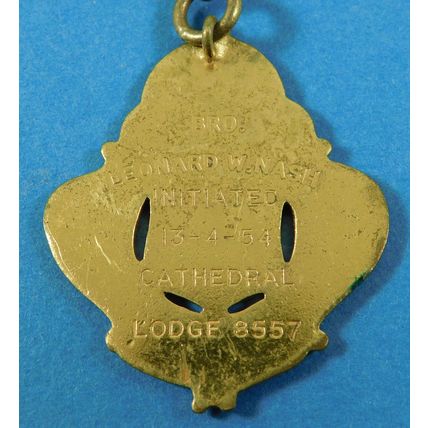 BRO.
LEONARD W. NASH
INITIATED
13-4-54
CATHEDRAL
LODGE 8557